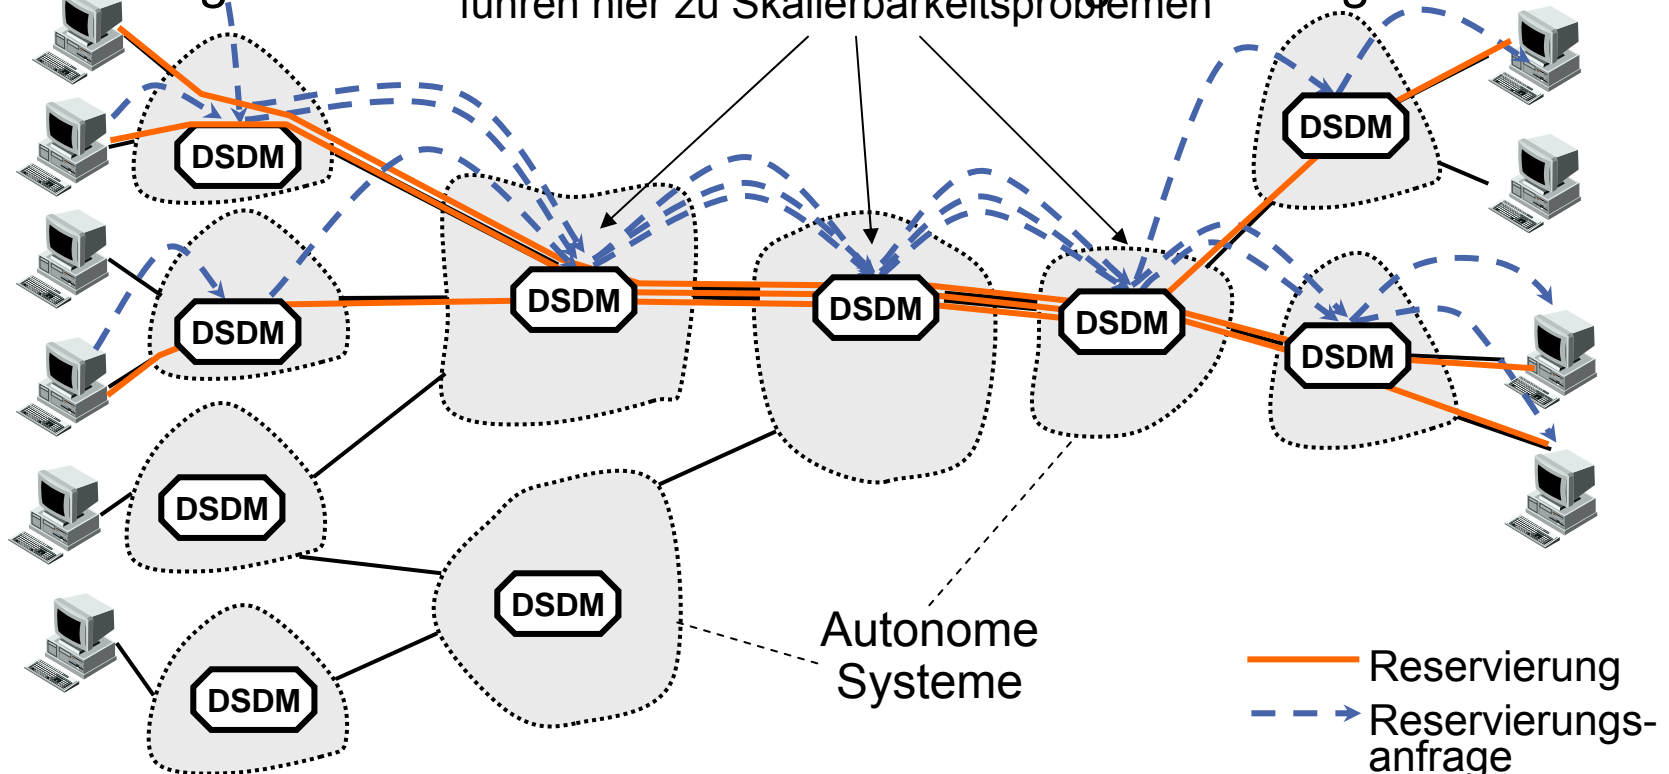 führen hier zu Skalierbarkeitsproblemen
DSDM
DSDM
DSDM
DSDM
DSDM
DSDM
DSDM
DSDM
DSDM
DSDM
Autonome
Systeme
Reservierung
Reservierungs-
anfrage